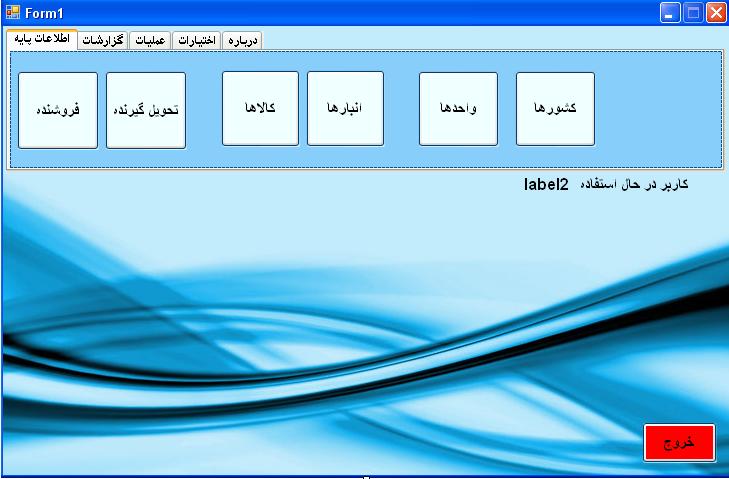 Form1
اطلاعات پایه
گزارشات
عملیات
اختیارات
درباره
فروشنده
تحویل گیرنده
کالاها
انبارها
واحدها
کشورها
کاربر در حال استفاده label2
خروج